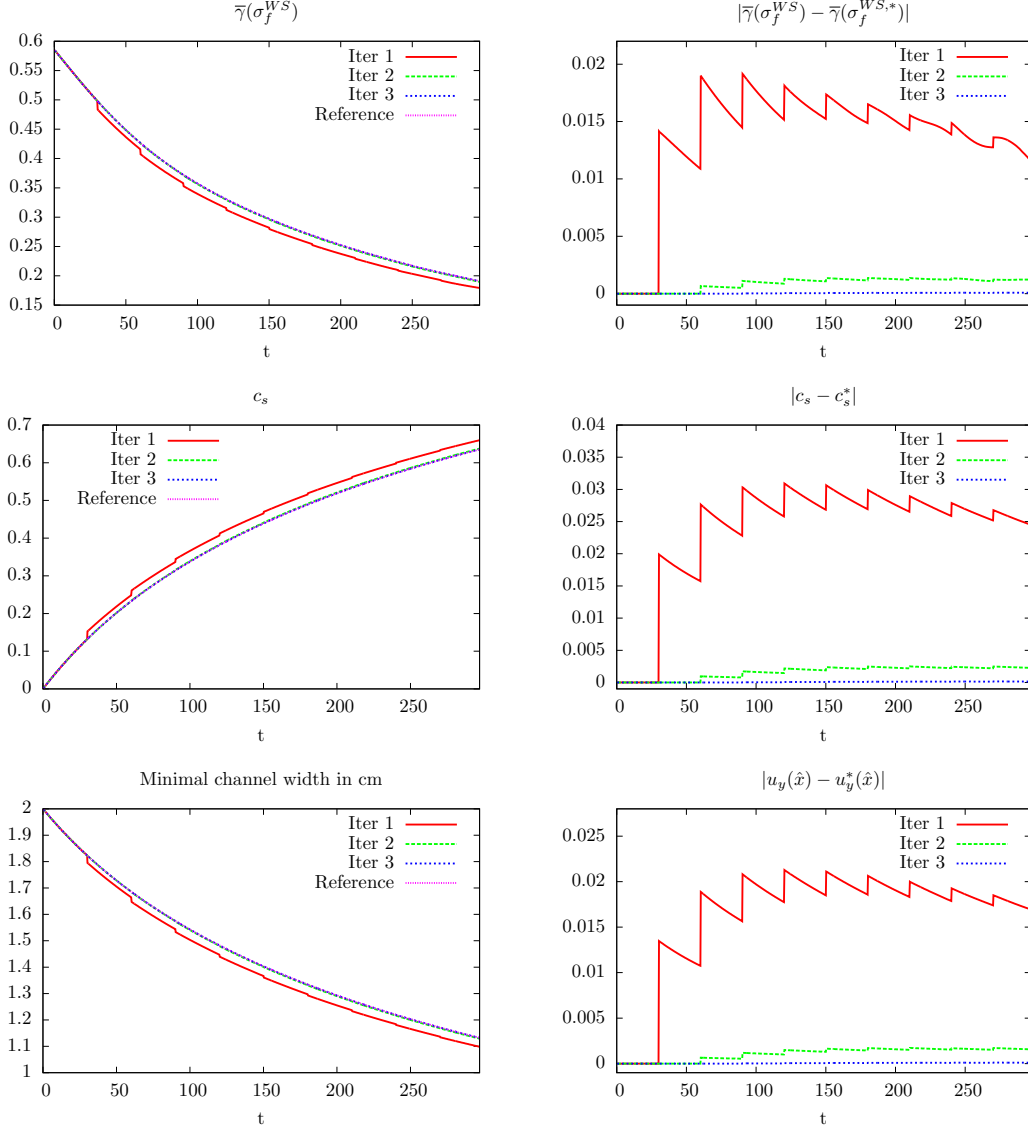 γ̅(σ_f^{WS})
0.6
0.55
0.5
0.45
0.4
0.35
0.3
0.25
0.2
0.15
0 50 100 150 200 250
t
Iter 1
Iter 2
Iter 3
Reference
|γ̅(σ_f^{WS}) − γ̅(σ_f^{WS,*})|
0.02
0.015
0.01
0.005
0
0 50 100 150 200 250
t
Iter 1
Iter 2
Iter 3
c_s
0.7
0.6
0.5
0.4
0.3
0.2
0.1
0
0 50 100 150 200 250
t
Iter 1
Iter 2
Iter 3
Reference
|c_s − c_s^*|
0.04
0.035
0.03
0.025
0.02
0.015
0.01
0.005
0
0 50 100 150 200 250
t
Iter 1
Iter 2
Iter 3
Minimal channel width in cm
2
1.9
1.8
1.7
1.6
1.5
1.4
1.3
1.2
1.1
1
0 50 100 150 200 250
t
Iter 1
Iter 2
Iter 3
Reference
|u_y(x̂) − u_y^*(x̂)|
0.025
0.02
0.015
0.01
0.005
0
0 50 100 150 200 250
t
Iter 1
Iter 2
Iter 3